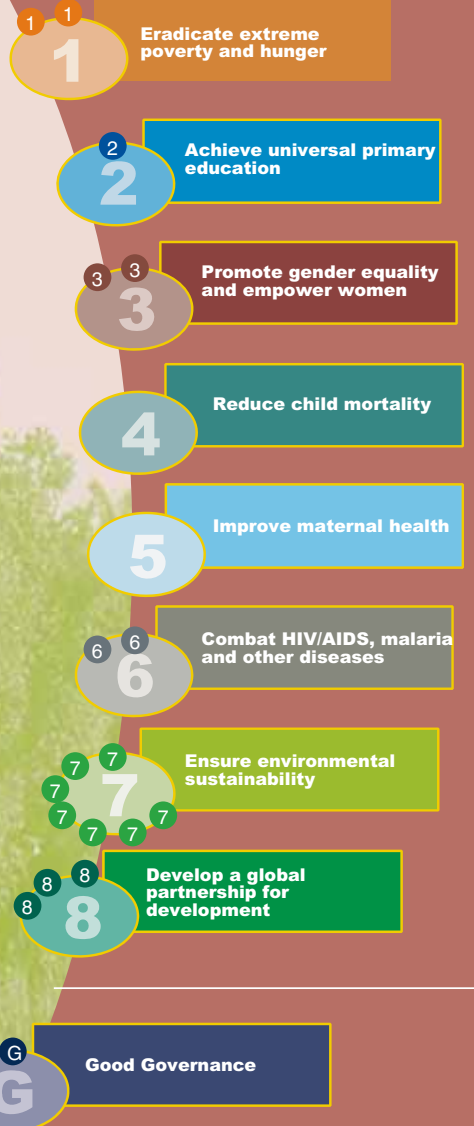 1 1
1
Eradicate extreme
poverty and hunger
2
2
Achieve universal primary
education
3 3
3
Promote gender equality
and empower women
4
Reduce child mortality
5
Improve maternal health
6 6
6
Combat HIV/AIDS, malaria
and other diseases
7 7 7 7 7 7 7
7
Ensure environmental
sustainability
8 8 8
8
Develop a global
partnership for
development
G
G
Good Governance